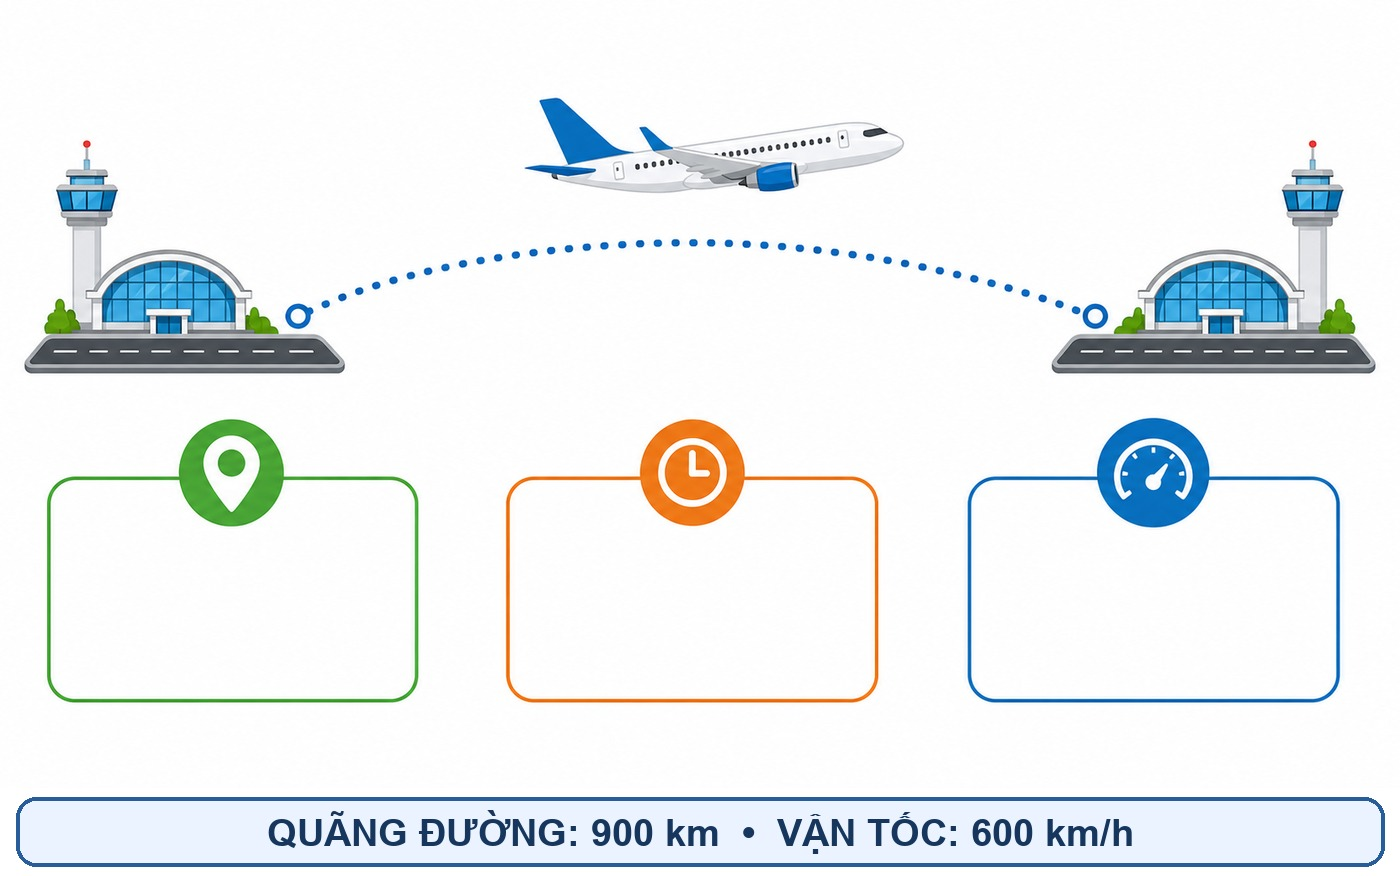 QUÃNG ĐƯỜNG: 900 km • VẬN TỐC: 600 km/h